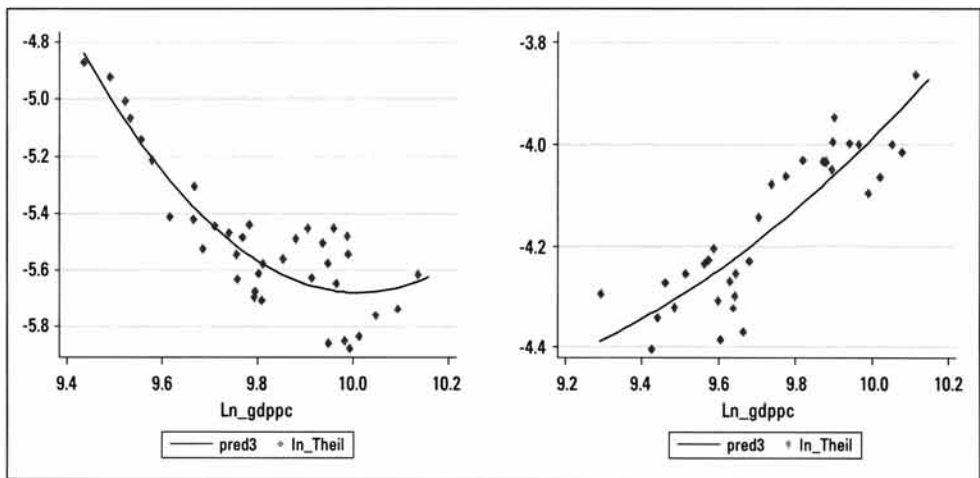 -4.8
-5.0
-5.2
-5.4
-5.6
-5.8
9.4 9.6 9.8 10.0 10.2
Ln_gdppc
pred3 ln_Theil
-3.8
-4.0
-4.2
-4.4
9.2 9.4 9.6 9.8 10.0 10.2
Ln_gdppc
pred3 ln_Theil